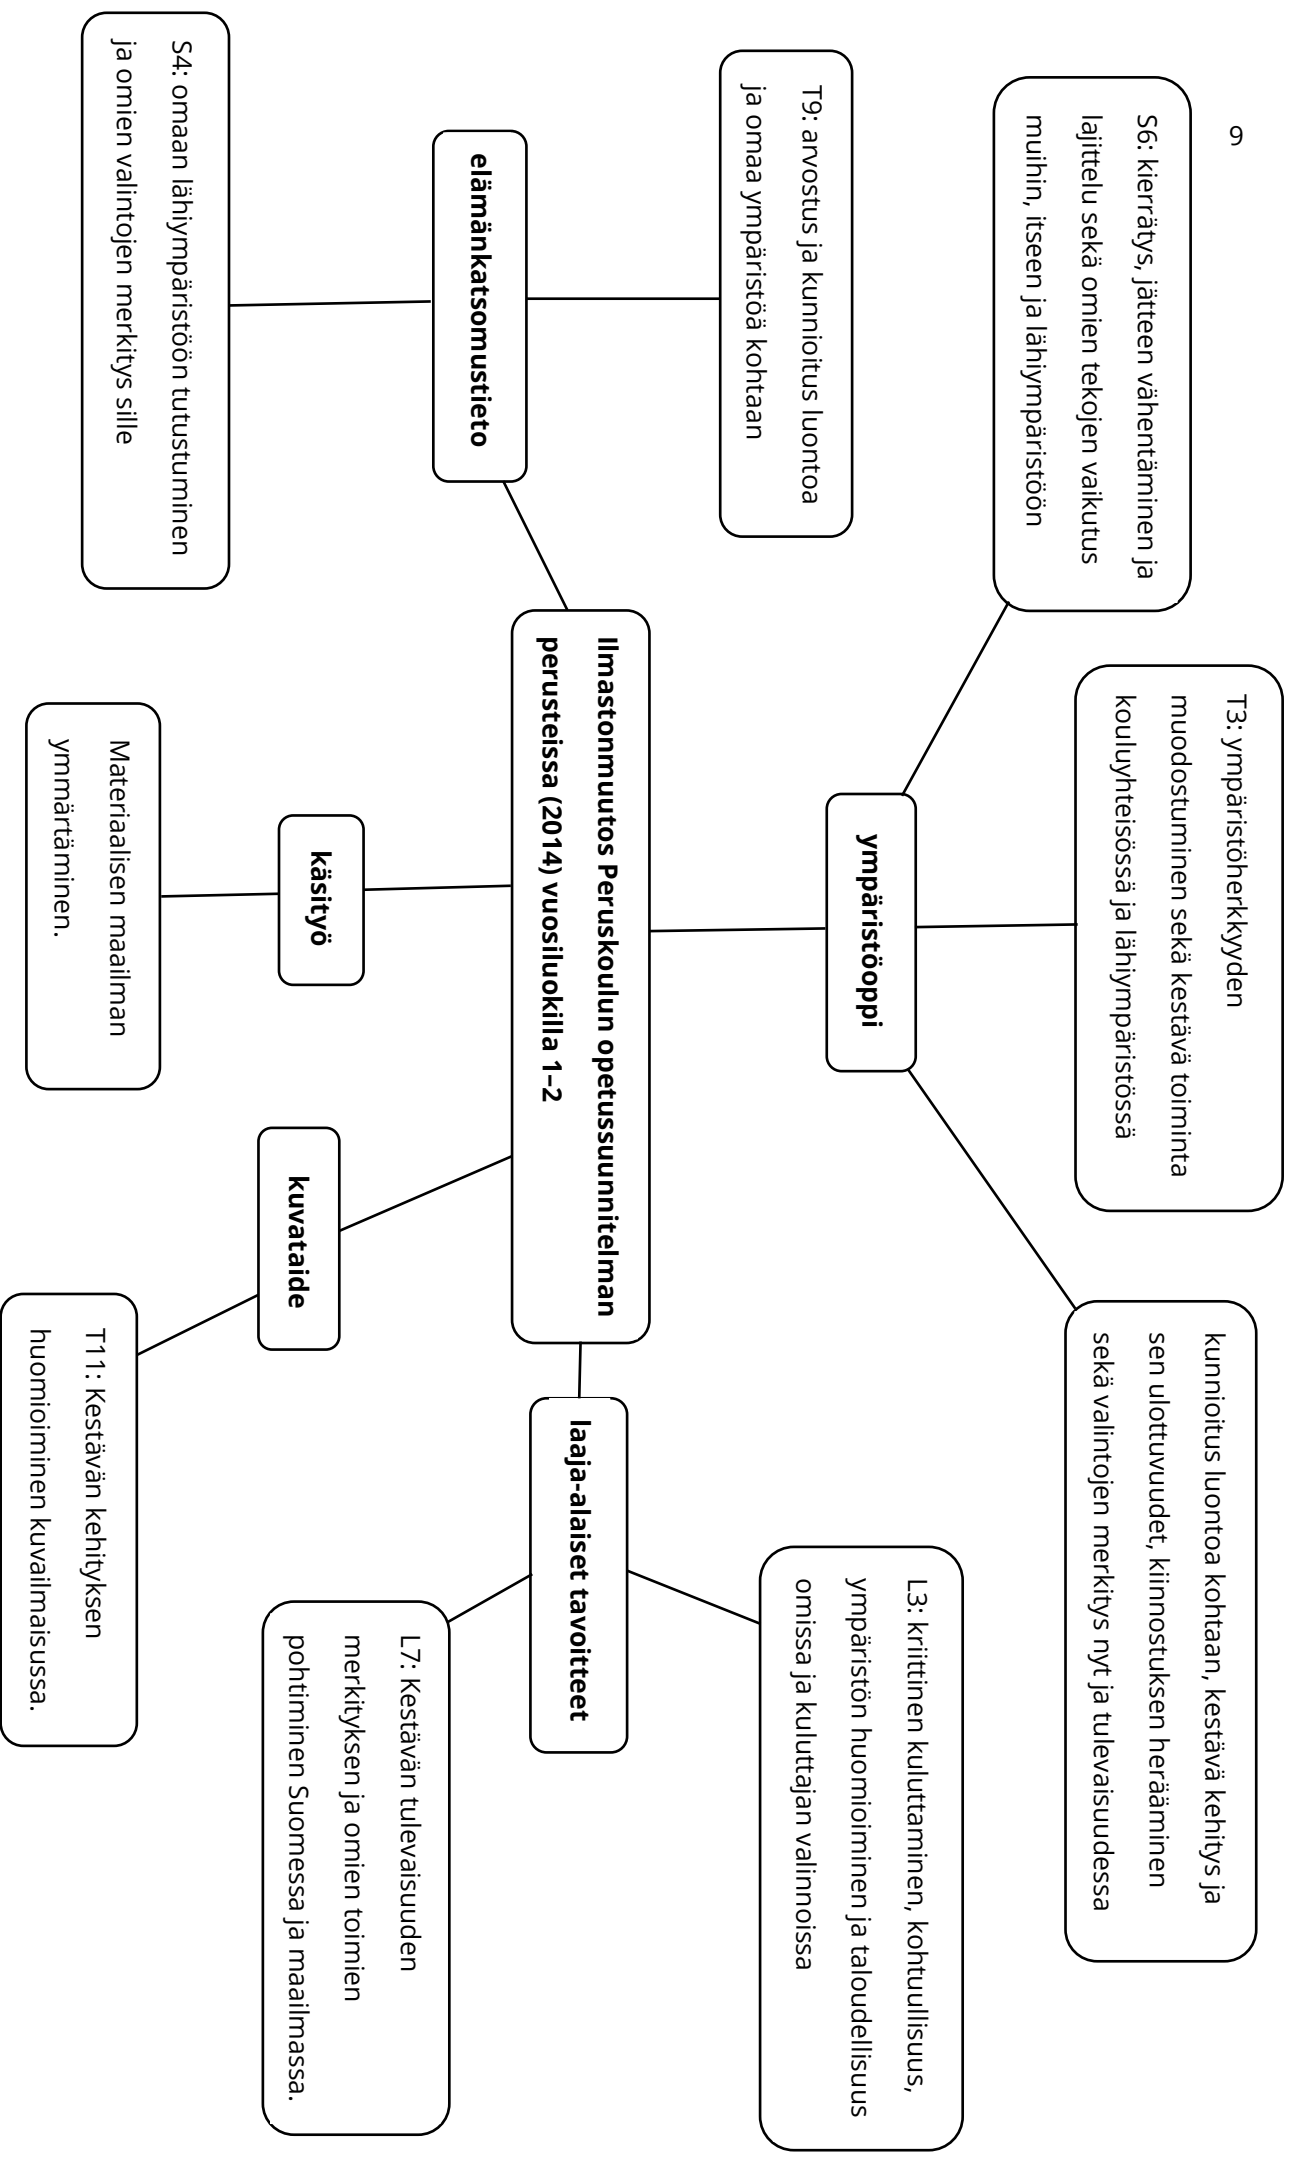 9
S6: kierrätys, jätteen vähentäminen ja
lajittelu sekä omien tekojen vaikutus
muihin, itseen ja lähiympäristöön
T3: ympäristöherkkyyden
muodostuminen sekä kestävä toiminta
kouluyhteisössä ja lähiympäristössä
kunnioitus luontoa kohtaan, kestävä kehitys ja
sen ulottuvuudet, kiinnostuksen herääminen
sekä valintojen merkitys nyt ja tulevaisuudessa
T9: arvostus ja kunnioitus luontoa
ja omaa ympäristöä kohtaan
ympäristöoppi
L3: kriittinen kuluttaminen, kohtuullisuus,
ympäristön huomioiminen ja taloudellisuus
omissa ja kuluttajan valinnoissa
elämänkatsomustieto
Ilmastonmuutos Peruskoulun opetussuunnitelman
perusteissa (2014) vuosiluokilla 1–2
laaja-alaiset tavoitteet
S4: omaan lähiympäristöön tutustuminen
ja omien valintojen merkitys sille
käsityö
kuvataide
L7: Kestävän tulevaisuuden
merkityksen ja omien toimien
pohtiminen Suomessa ja maailmassa.
Materiaalisen maailman
ymmärtäminen.
T11: Kestävän kehityksen
huomioiminen kuvailmaisussa.